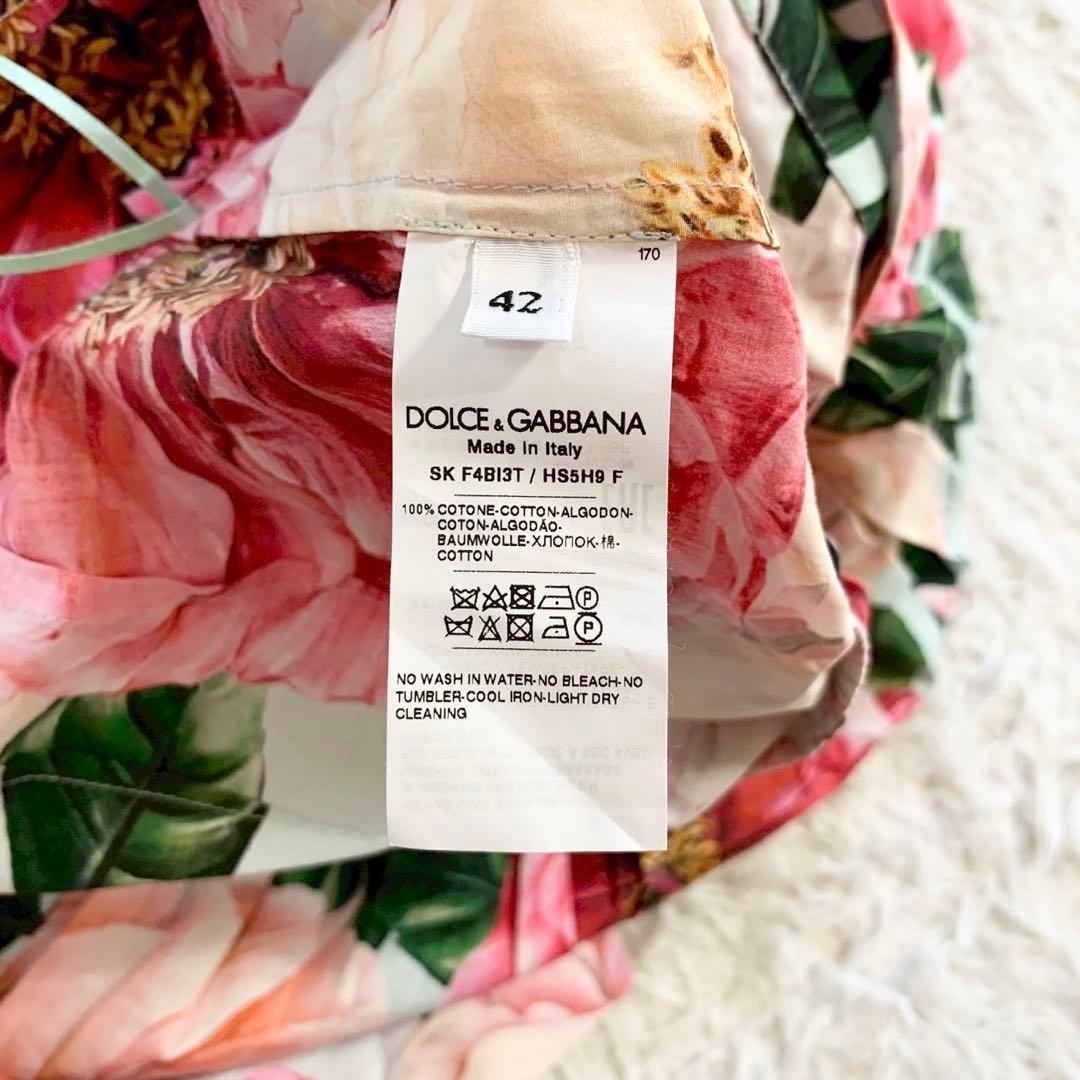 170
42
DOLCE & GABBANA
Made in Italy
SK F4BI3T / HS5H9 F
100% COTONE-COTTON-ALGODON-
COTON-ALGODÃO-
BAUMWOLLE-ХЛОПОК-棉-
COTTON
P
P
NO WASH IN WATER-NO BLEACH-NO
TUMBLER-COOL IRON-LIGHT DRY
CLEANING